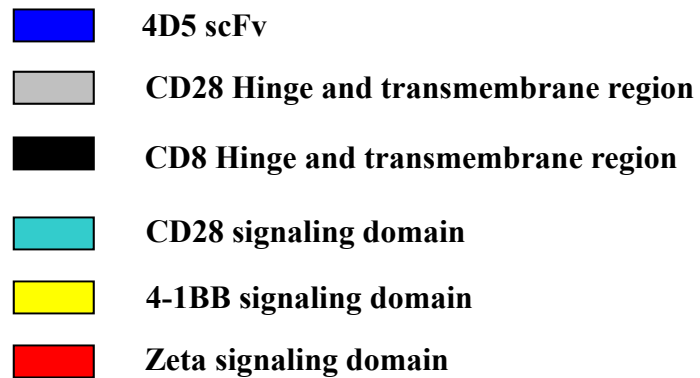 4D5 scFv
CD28 Hinge and transmembrane region
CD8 Hinge and transmembrane region
CD28 signaling domain
4-1BB signaling domain
Zeta signaling domain